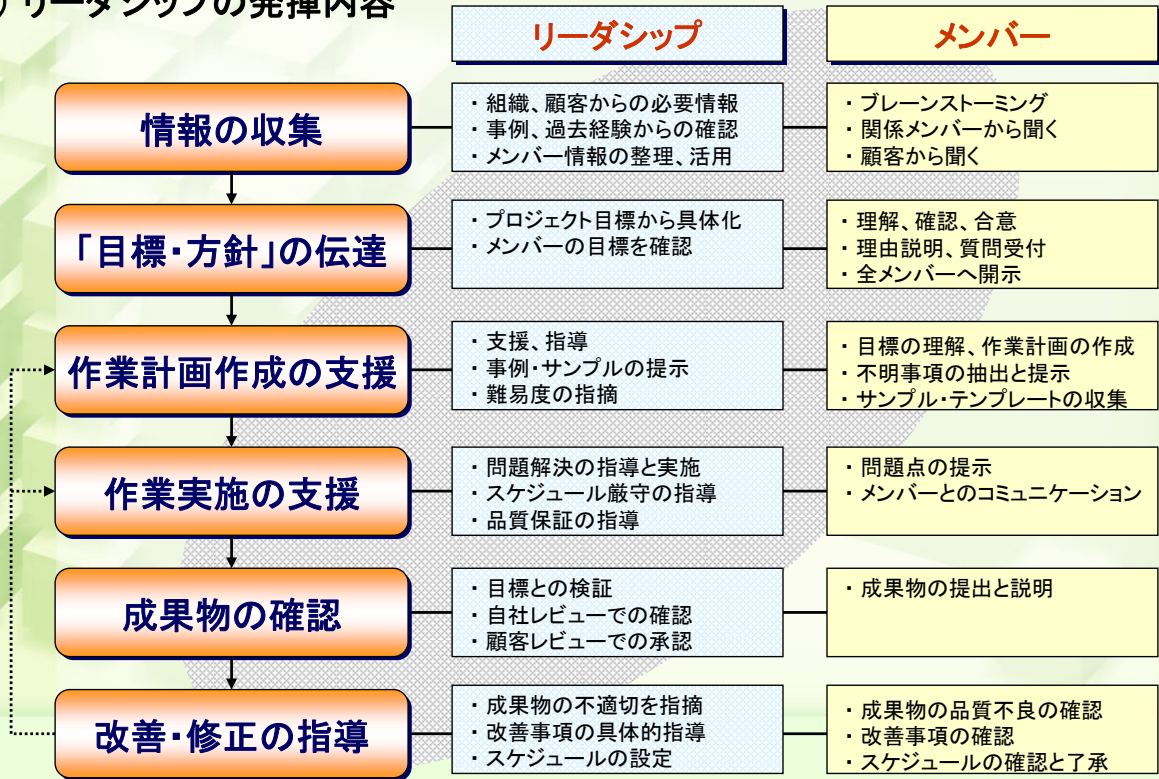 リーダシップの発揮内容
リーダシップ
メンバー
情報の収集
・組織、顧客からの必要情報
・事例、過去経験からの確認
・メンバー情報の整理、活用
・ブレーンストーミング
・関係メンバーから聞く
・顧客から聞く
「目標・方針」の伝達
・プロジェクト目標から具体化
・メンバーの目標を確認
・理解、確認、合意
・理由説明、質問受付
・全メンバーへ開示
作業計画作成の支援
・支援、指導
・事例・サンプルの提示
・難易度の指摘
・目標の理解、作業計画の作成
・不明事項の抽出と提示
・サンプル・テンプレートの収集
作業実施の支援
・問題解決の指導と実施
・スケジュール厳守の指導
・品質保証の指導
・問題点の提示
・メンバーとのコミュニケーション
成果物の確認
・目標との検証
・自社レビューでの確認
・顧客レビューでの承認
・成果物の提出と説明
改善・修正の指導
・成果物の不適切を指摘
・改善事項の具体的指導
・スケジュールの設定
・成果物の品質不良の確認
・改善事項の確認
・スケジュールの確認と了承